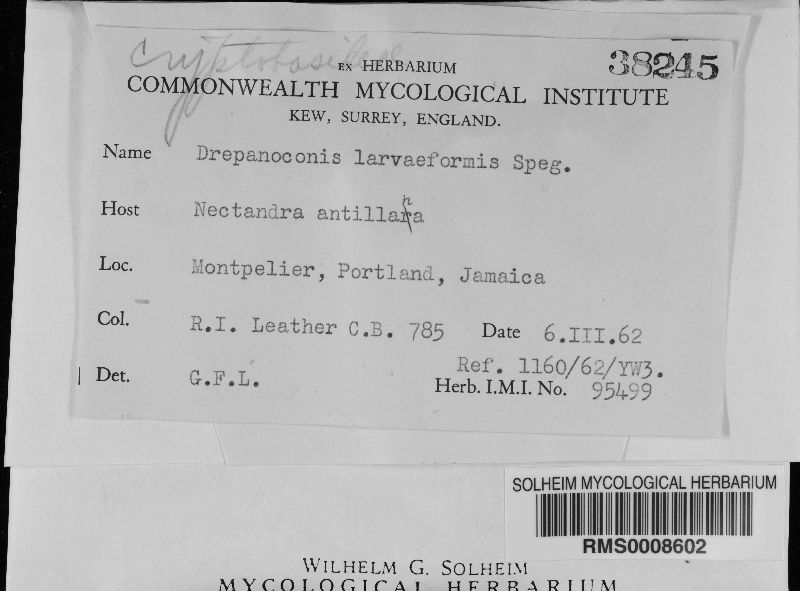 Cryptobasidiaceae
38245
EX HERBARIUM
COMMONWEALTH MYCOLOGICAL INSTITUTE
KEW, SURREY, ENGLAND.
Name Drepanoconis larvaeformis Speg.
Host Nectandra antillana
Loc. Montpelier, Portland, Jamaica
Col. R.I. Leather C.B. 785 Date 6.III.62
Ref. 1160/62/YW3.
Det. G.F.L. Herb. I.M.I. No. 95499
SOLHEIM MYCOLOGICAL HERBARIUM
RMS0008602
WILHELM G. SOLHEIM
MYCOLOGICAL HERBARIUM